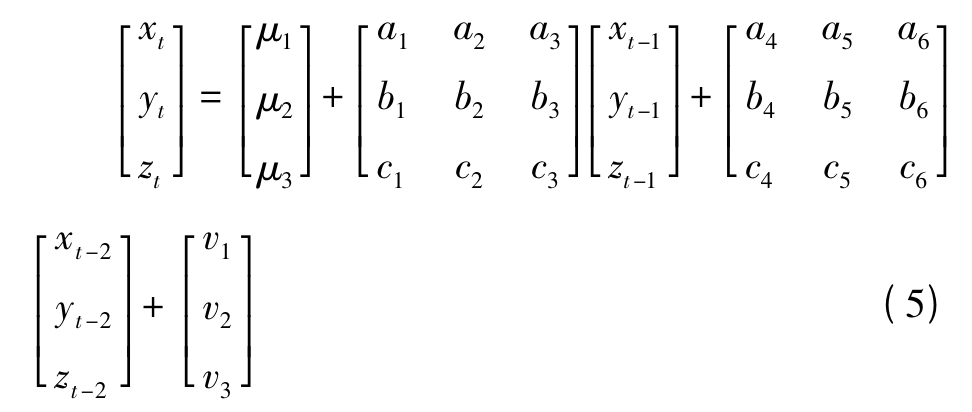 [x_t] = [μ_1] + [a_1 a_2 a_3] [x_{t-1}] + [a_4 a_5 a_6]
[y_t] [μ_2] [b_1 b_2 b_3] [y_{t-1}] [b_4 b_5 b_6]
[z_t] [μ_3] [c_1 c_2 c_3] [z_{t-1}] [c_4 c_5 c_6]
[x_{t-2}] + [v_1]
[y_{t-2}] [v_2] (5)
[z_{t-2}] [v_3]